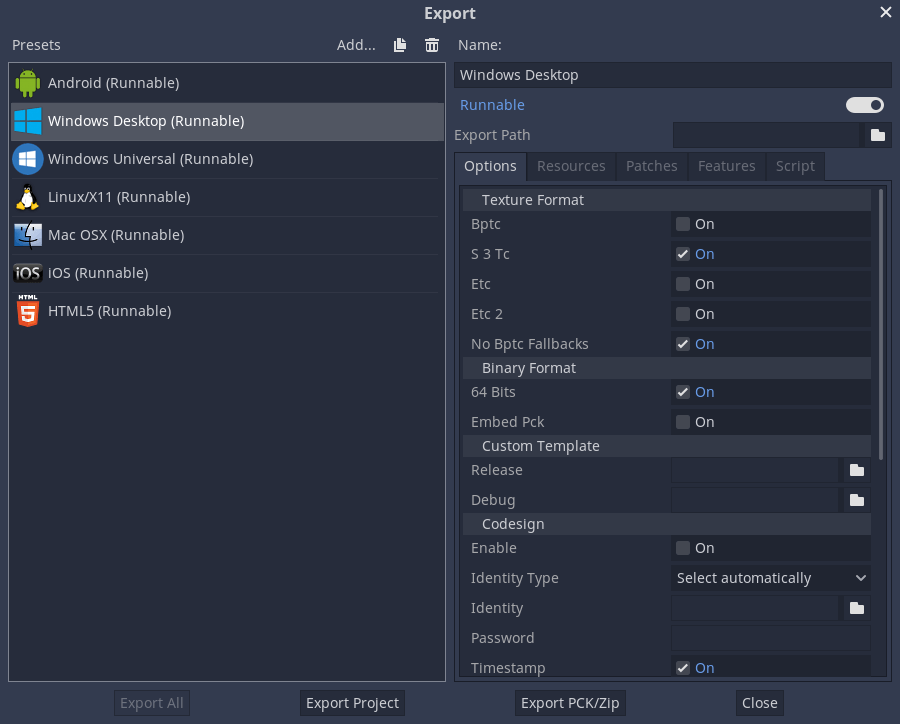 Export
Presets
Add...
Android (Runnable)
Windows Desktop (Runnable)
Windows Universal (Runnable)
Linux/X11 (Runnable)
Mac OSX (Runnable)
iOS
iOS (Runnable)
HTML
5
HTML5 (Runnable)
Name:
Windows Desktop
Runnable
Export Path
Options Resources Patches Features Script
Texture Format
Bptc On
S 3 Tc On
Etc On
Etc 2 On
No Bptc Fallbacks On
Binary Format
64 Bits On
Embed Pck On
Custom Template
Release
Debug
Codesign
Enable On
Identity Type Select automatically
Identity
Password
Timestamp On
Export All Export Project Export PCK/Zip Close